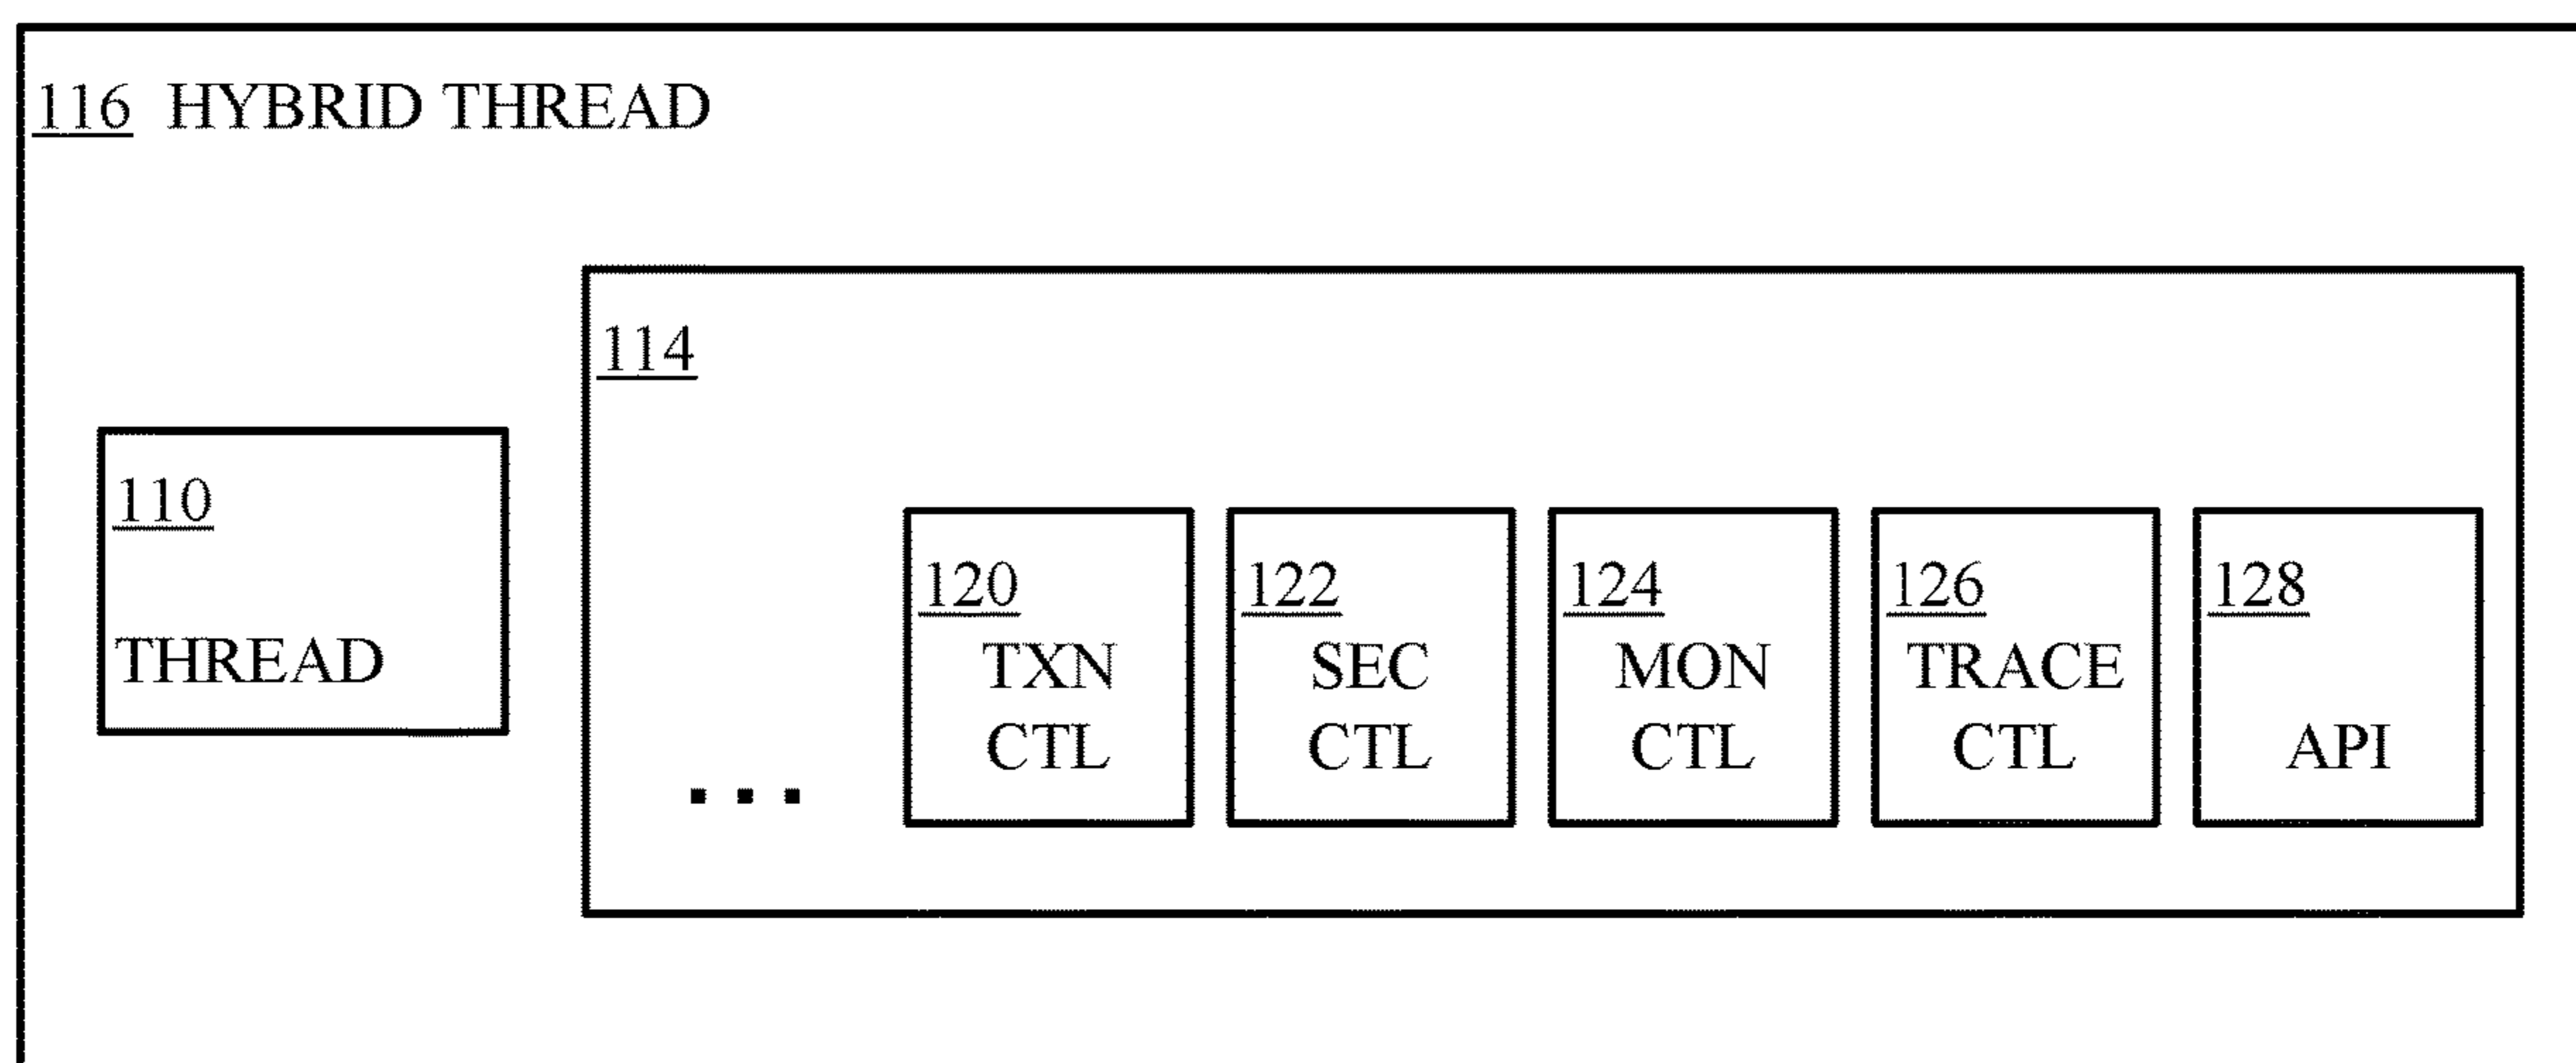 116 HYBRID THREAD
114
110
THREAD
120
TXN
CTL
122
SEC
CTL
124
MON
CTL
126
TRACE
CTL
128
API
...